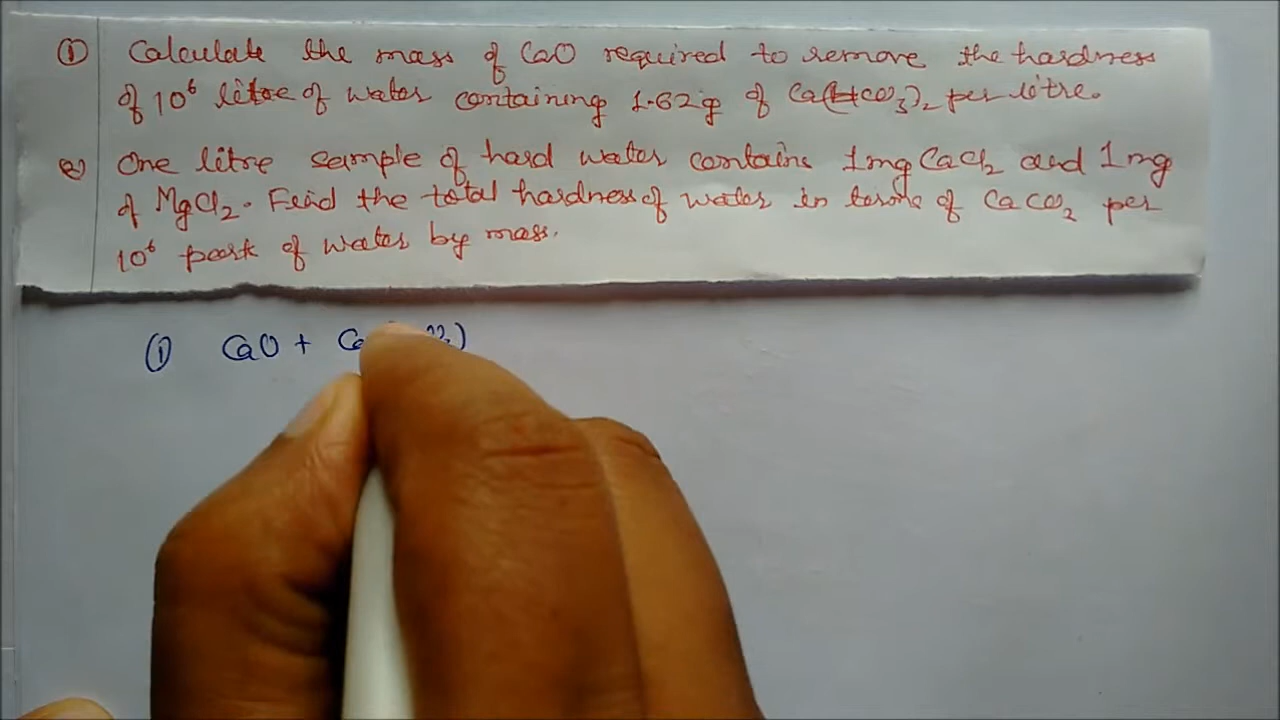 ① Calculate the mass of CaO required to remove the hardness
of 10⁶ litre of water containing 1.62g of Ca(HCO₃)₂ per litre.
② One litre sample of hard water contains 1mg CaCl₂ and 1mg
of MgCl₂. Find the total hardness of water in terms of CaCO₂ per
10⁶ part of water by mass.
① CaO + Ca